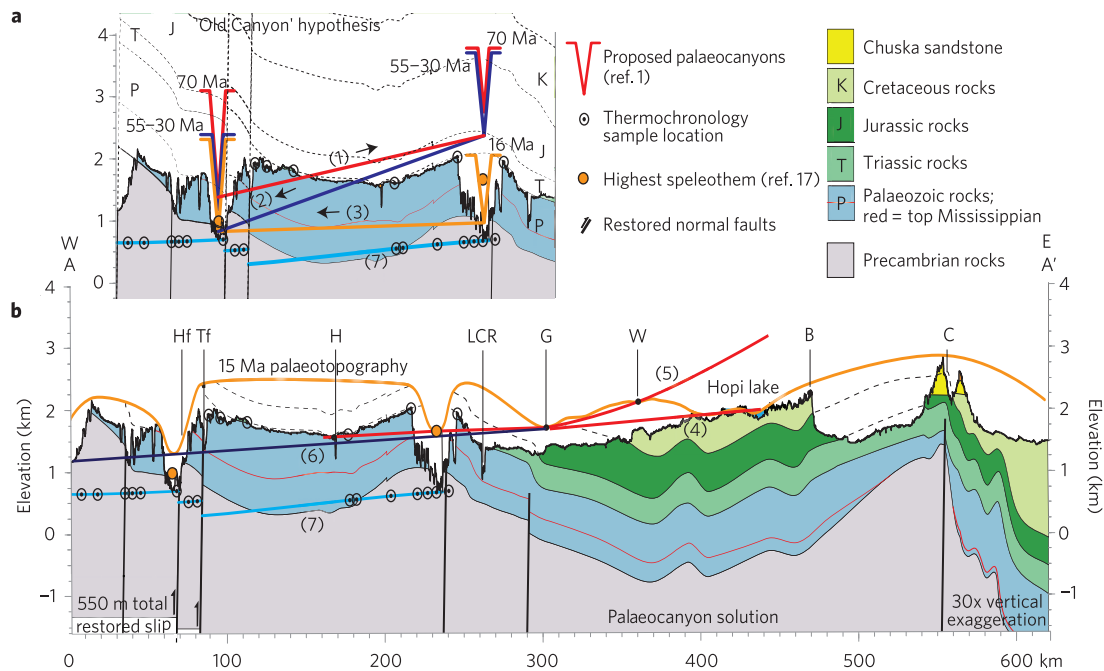 a
'Old Canyon' hypothesis
T
J
P
70 Ma
55–30 Ma
70 Ma
55–30 Ma
16 Ma
K
J
T
P
(1)
(2)
(3)
(7)
4
3
2
1
0
W
A
Proposed palaeocanyons
(ref. 1)
Thermochronology
sample location
Highest speleothem (ref. 17)
Restored normal faults
Chuska sandstone
K Cretaceous rocks
J Jurassic rocks
T Triassic rocks
P Palaeozoic rocks;
red = top Mississippian
Precambrian rocks
E
A'
b
Hf Tf H LCR G W B C
15 Ma palaeotopography
Hopi lake
(5)
(4)
(6)
(7)
4
3
2
1
0
–1
Elevation (km)
4
3
2
1
0
–1
Elevation (km)
550 m total
restored slip
Palaeocanyon solution
30x vertical
exaggeration
0 100 200 300 400 500 600 km